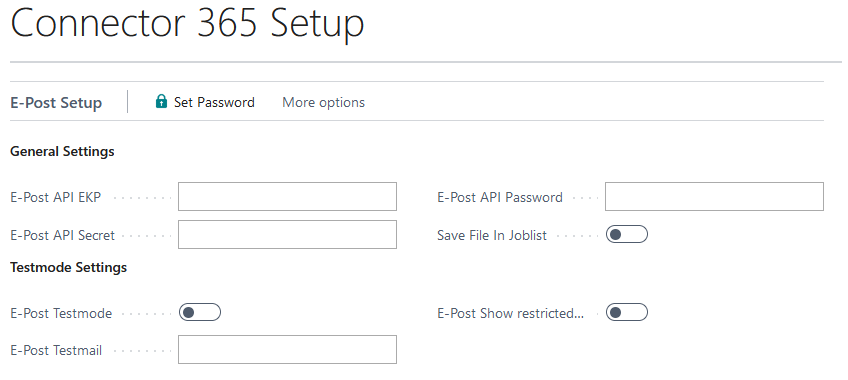 Connector 365 Setup
E-Post Setup Set Password More options
General Settings
E-Post API EKP E-Post API Password
E-Post API Secret Save File In Joblist
Testmode Settings
E-Post Testmode E-Post Show restricted...
E-Post Testmail